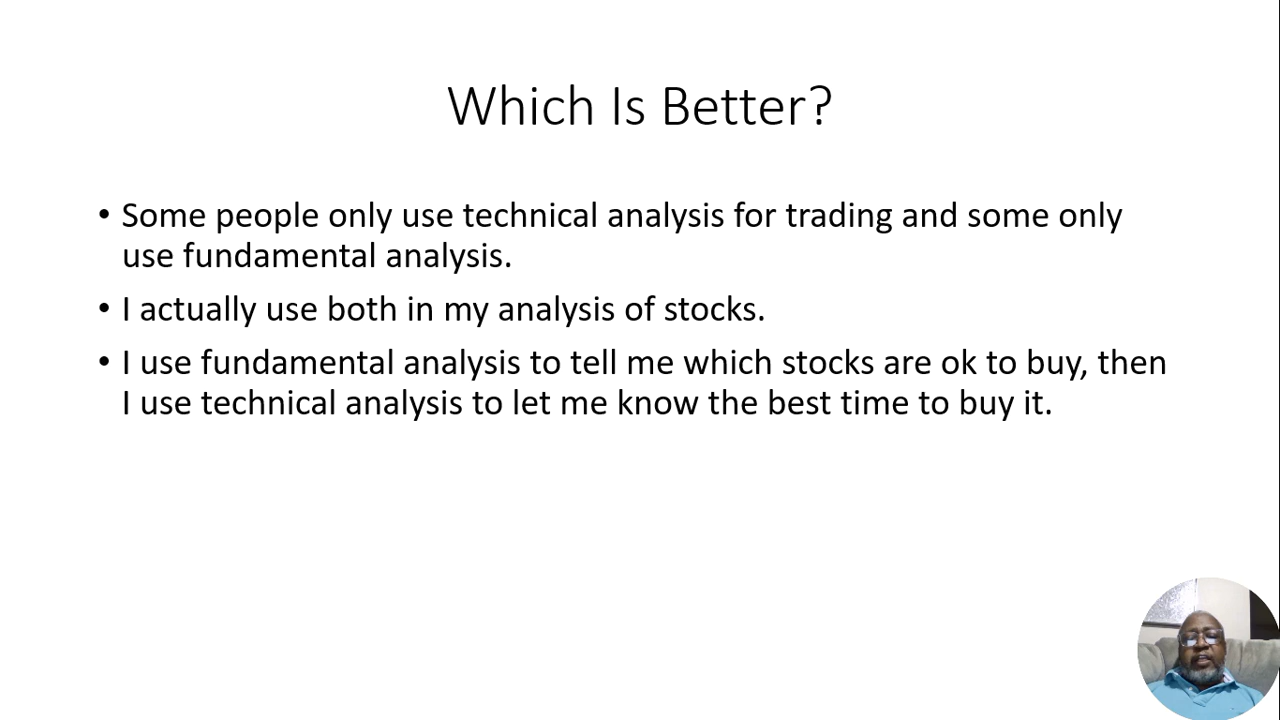 Which Is Better?
• Some people only use technical analysis for trading and some only
use fundamental analysis.
• I actually use both in my analysis of stocks.
• I use fundamental analysis to tell me which stocks are ok to buy, then
I use technical analysis to let me know the best time to buy it.